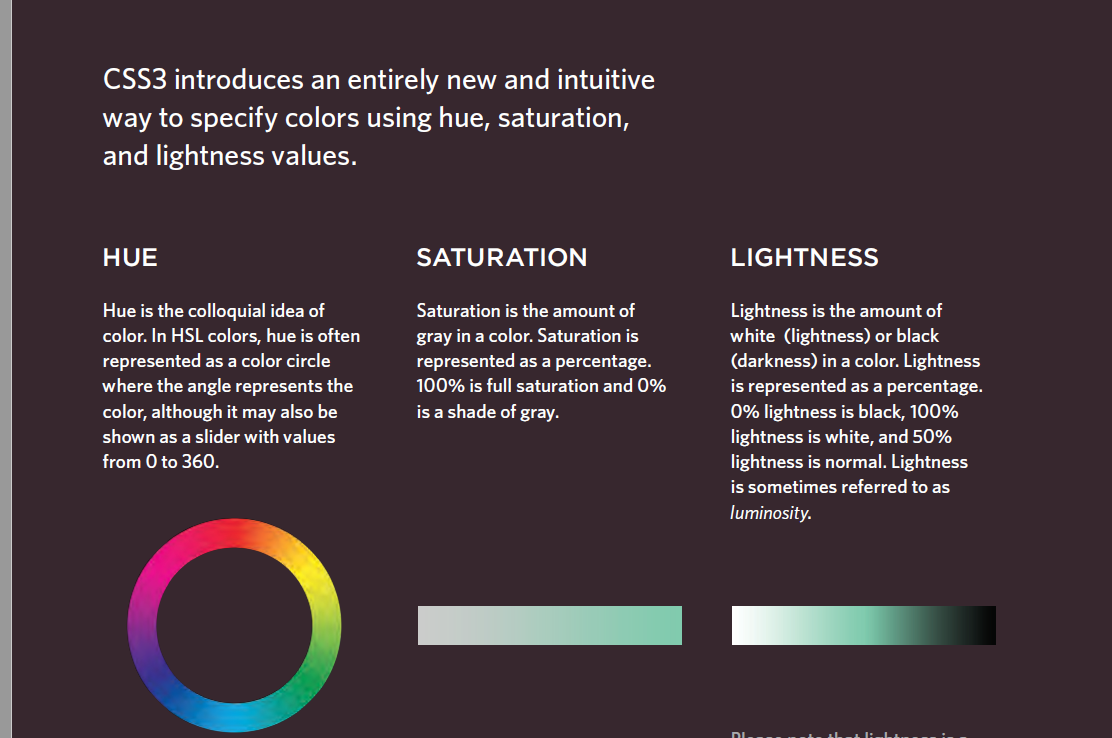 CSS3 introduces an entirely new and intuitive
way to specify colors using hue, saturation,
and lightness values.
HUE
Hue is the colloquial idea of
color. In HSL colors, hue is often
represented as a color circle
where the angle represents the
color, although it may also be
shown as a slider with values
from 0 to 360.
SATURATION
Saturation is the amount of
gray in a color. Saturation is
represented as a percentage.
100% is full saturation and 0%
is a shade of gray.
LIGHTNESS
Lightness is the amount of
white (lightness) or black
(darkness) in a color. Lightness
is represented as a percentage.
0% lightness is black, 100%
lightness is white, and 50%
lightness is normal. Lightness
is sometimes referred to as
luminosity.
Please note that lightness is a